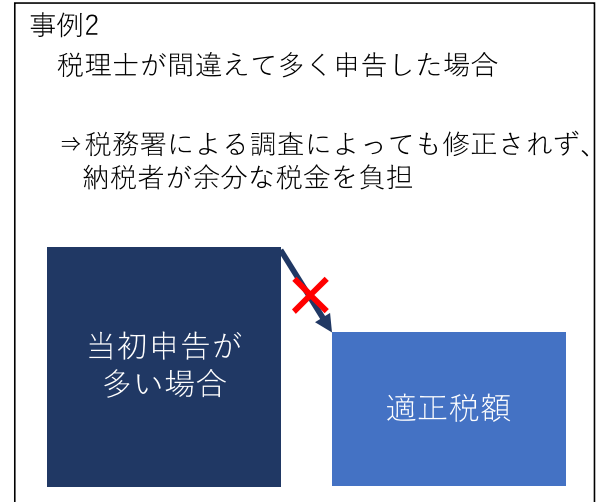 事例2
税理士が間違えて多く申告した場合
⇒税務署による調査によっても修正されず、
納税者が余分な税金を負担
当初申告が
多い場合
適正税額